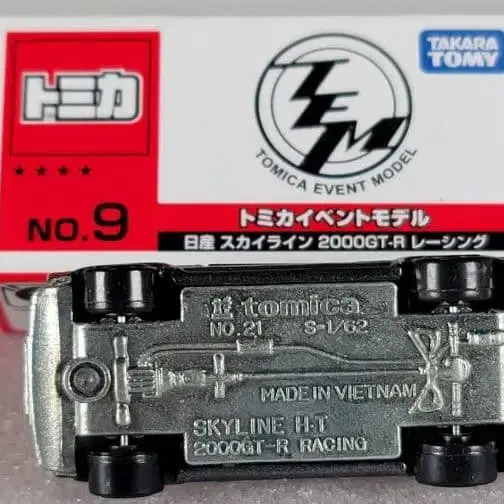 トミカ
TEM
TOMICA EVENT MODEL
TAKARA
TOMY
NO.9
トミカイベントモデル
日産 スカイライン 2000GT-R レーシング
tomica
NO.21 S-1/62
MADE IN VIETNAM
SKYLINE H·T
2000GT-R RACING